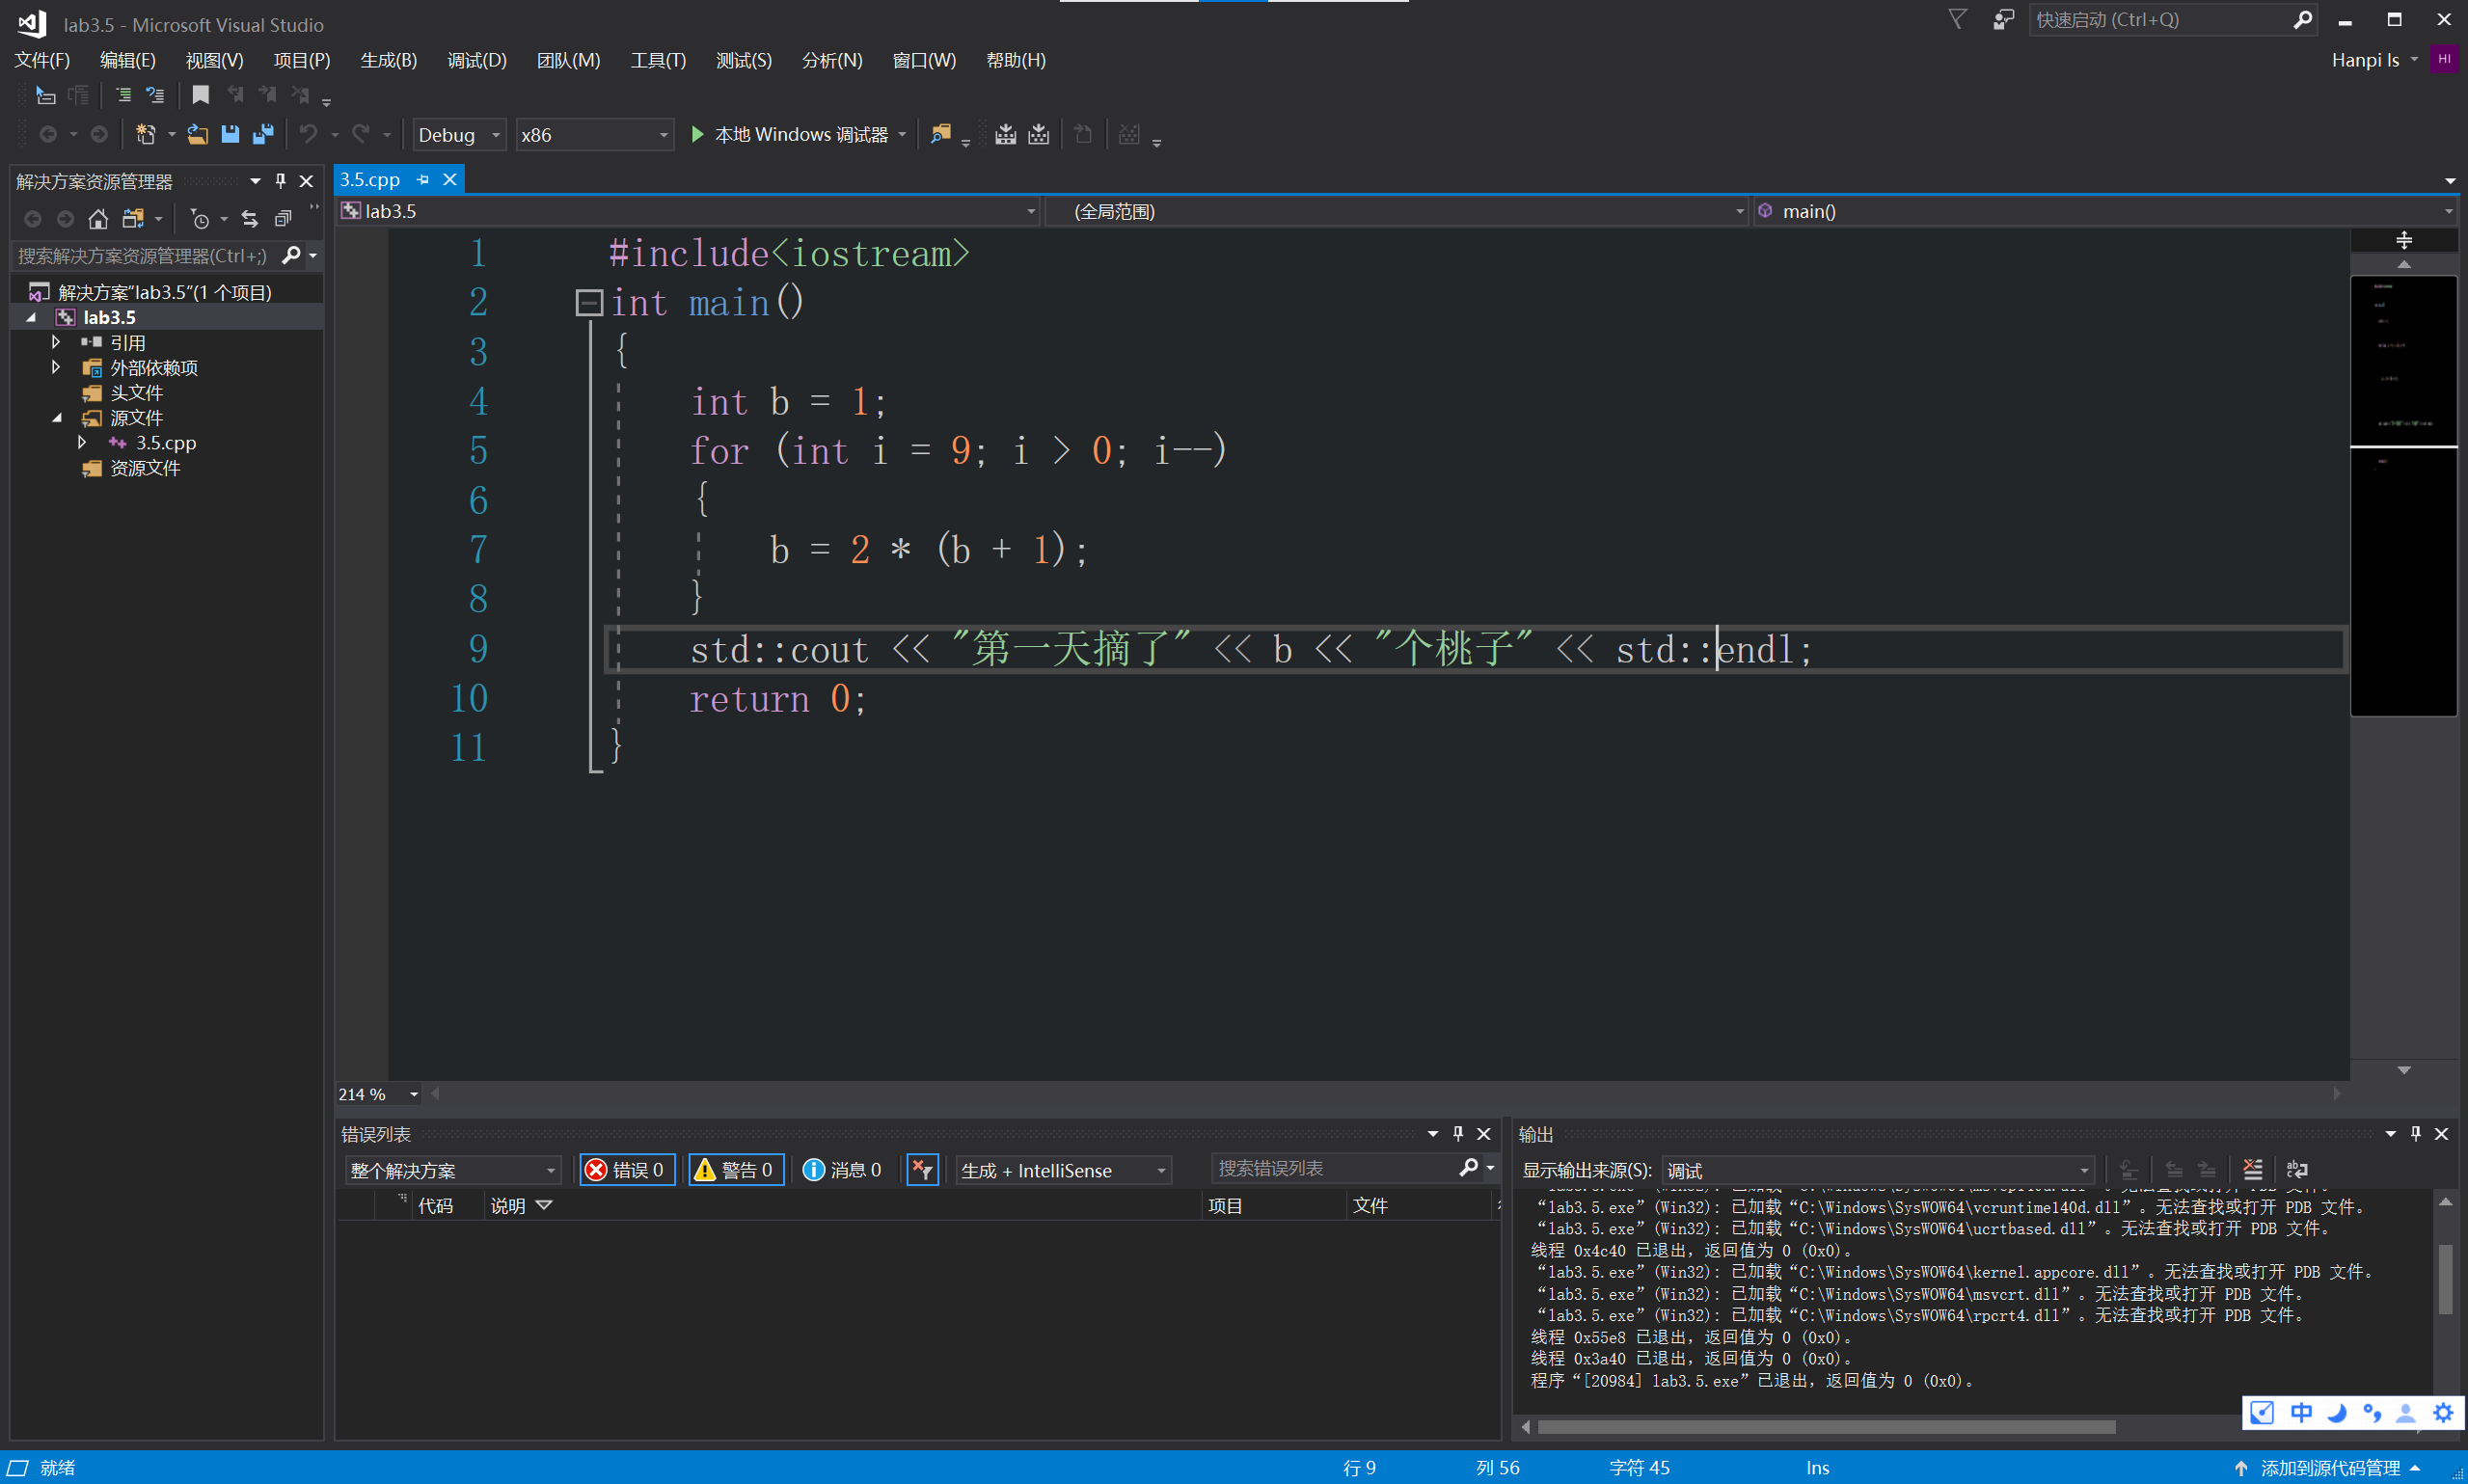 lab3.5 - Microsoft Visual Studio
快速启动 (Ctrl+Q)
文件(F) 编辑(E) 视图(V) 项目(P) 生成(B) 调试(D) 团队(M) 工具(T) 测试(S) 分析(N) 窗口(W) 帮助(H)
Hanpi ls HI
Debug x86 本地 Windows 调试器
解决方案资源管理器
搜索解决方案资源管理器(Ctrl+;)
解决方案“lab3.5”(1 个项目)
lab3.5
引用
外部依赖项
头文件
源文件
3.5.cpp
资源文件
3.5.cpp
lab3.5 (全局范围) main()
1 #include<iostream>
2 int main()
3 {
4 int b = 1;
5 for (int i = 9; i > 0; i--)
6 {
7 b = 2 * (b + 1);
8 }
9 std::cout << "第一天摘了" << b << "个桃子" << std::endl;
10 return 0;
11 }
214 %
错误列表
整个解决方案 错误 0 警告 0 消息 0 生成 + IntelliSense 搜索错误列表
代码 说明 项目 文件
输出
显示输出来源(S): 调试
“lab3.5.exe”(Win32): 已加载“C:\Windows\SysWOW64\vcruntime140d.dll”。无法查找或打开 PDB 文件。
“lab3.5.exe”(Win32): 已加载“C:\Windows\SysWOW64\ucrtbased.dll”。无法查找或打开 PDB 文件。
线程 0x4c40 已退出，返回值为 0 (0x0)。
“lab3.5.exe”(Win32): 已加载“C:\Windows\SysWOW64\kernel.appcore.dll”。无法查找或打开 PDB 文件。
“lab3.5.exe”(Win32): 已加载“C:\Windows\SysWOW64\msvcrt.dll”。无法查找或打开 PDB 文件。
“lab3.5.exe”(Win32): 已加载“C:\Windows\SysWOW64\rpcrt4.dll”。无法查找或打开 PDB 文件。
线程 0x55e8 已退出，返回值为 0 (0x0)。
线程 0x3a40 已退出，返回值为 0 (0x0)。
程序“[20984] lab3.5.exe”已退出，返回值为 0 (0x0)。
中
就绪 行 9 列 56 字符 45 Ins 添加到源代码管理